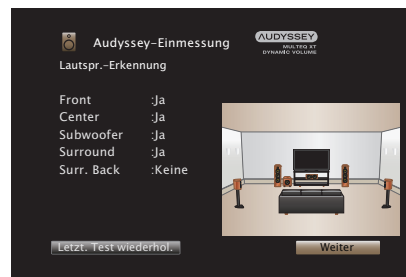 Audyssey-Einmessung
AUDYSSEY
MULTEQ XT
DYNAMIC VOLUME
Lautspr.-Erkennung
Front :Ja
Center :Ja
Subwoofer :Ja
Surround :Ja
Surr. Back :Keine
Letzt. Test wiederhol.
Weiter